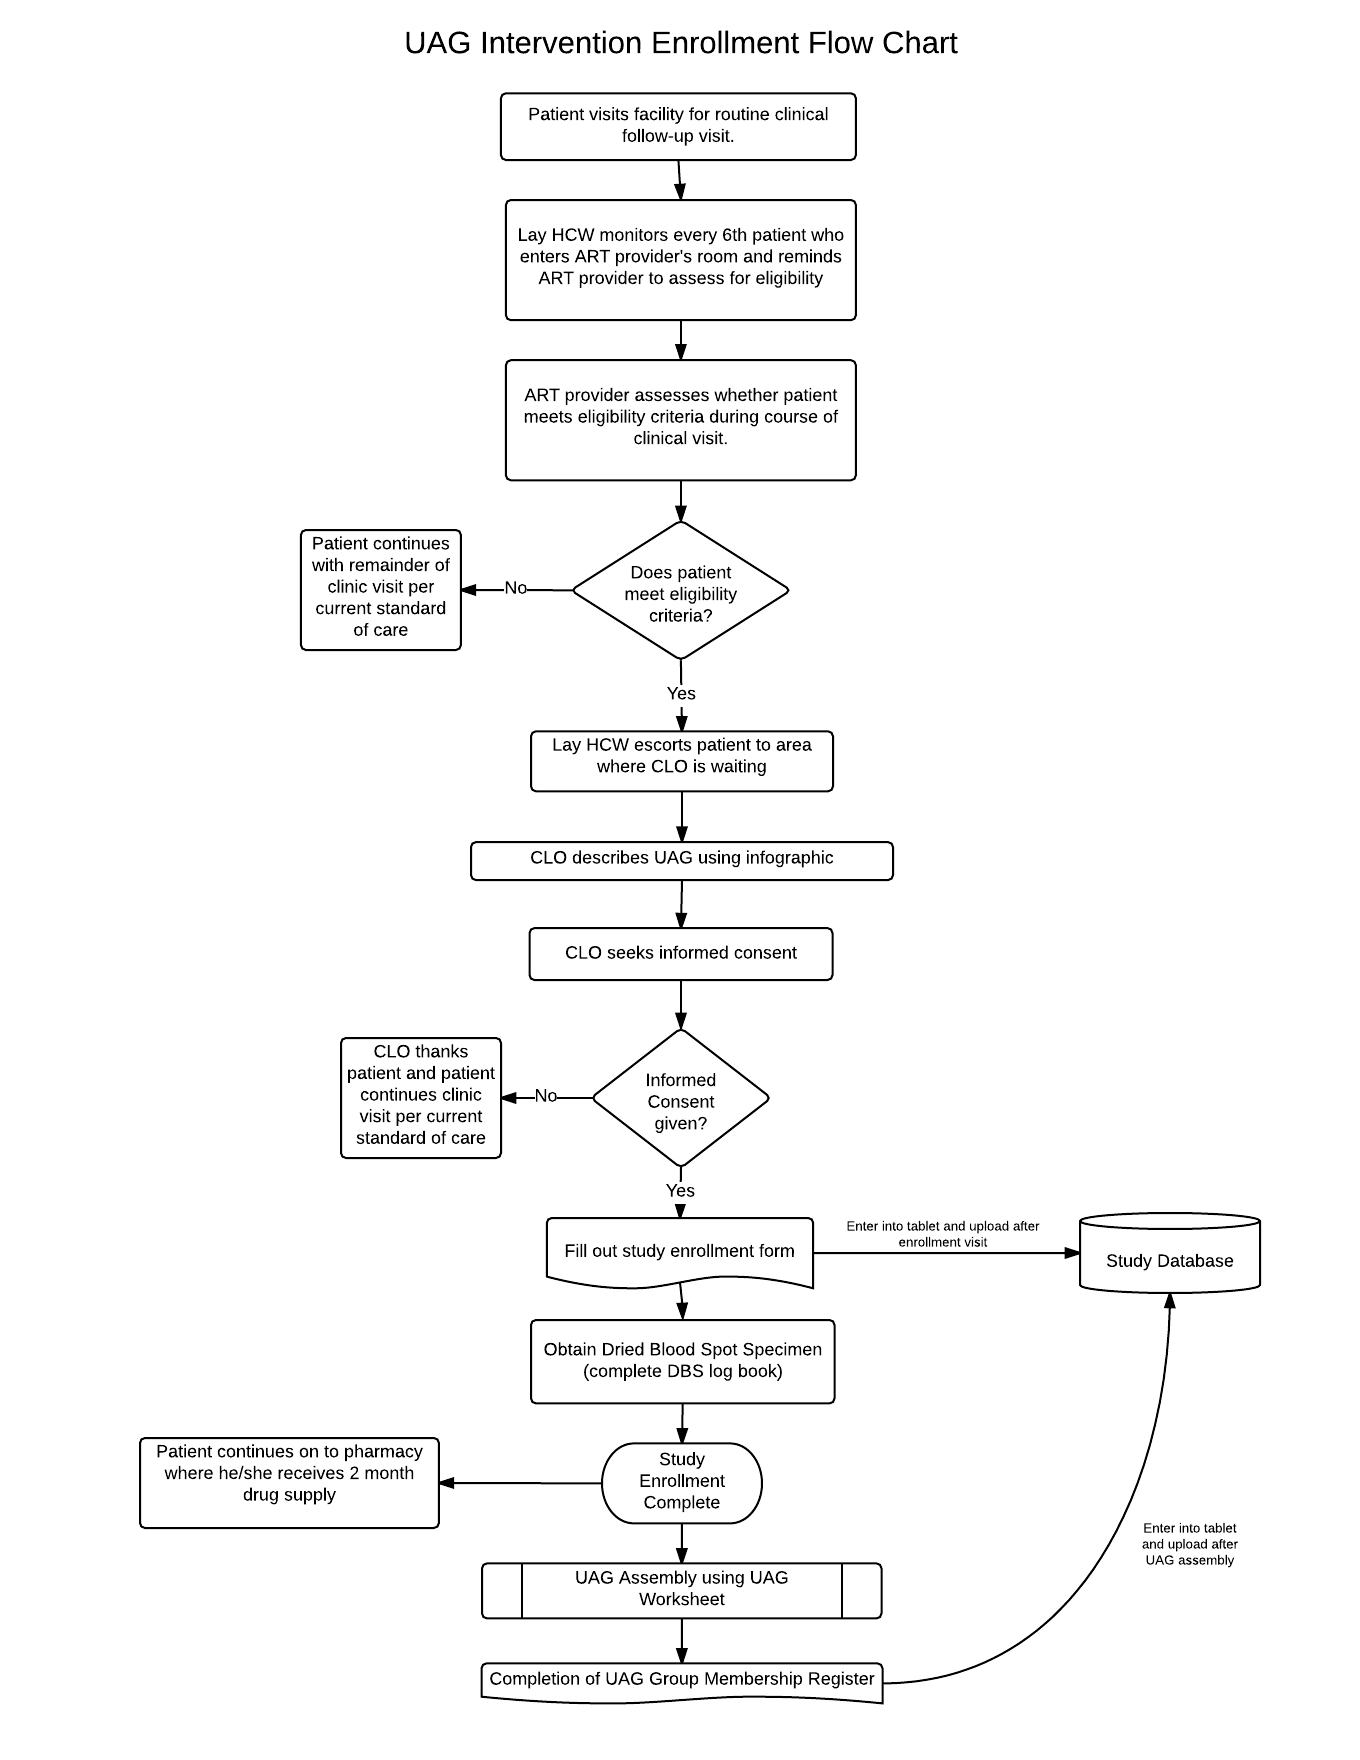 UAG Intervention Enrollment Flow Chart
Patient visits facility for routine clinical
follow-up visit.
Lay HCW monitors every 6th patient who
enters ART provider's room and reminds
ART provider to assess for eligibility
ART provider assesses whether patient
meets eligibility criteria during course of
clinical visit.
Does patient
meet eligibility
criteria?
No
Patient continues
with remainder of
clinic visit per
current standard
of care
Yes
Lay HCW escorts patient to area
where CLO is waiting
CLO describes UAG using infographic
CLO seeks informed consent
Informed
Consent
given?
No
CLO thanks
patient and patient
continues clinic
visit per current
standard of care
Yes
Fill out study enrollment form
Enter into tablet and upload after
enrollment visit
Study Database
Obtain Dried Blood Spot Specimen
(complete DBS log book)
Study
Enrollment
Complete
Patient continues on to pharmacy
where he/she receives 2 month
drug supply
UAG Assembly using UAG
Worksheet
Completion of UAG Group Membership Register
Enter into tablet
and upload after
UAG assembly